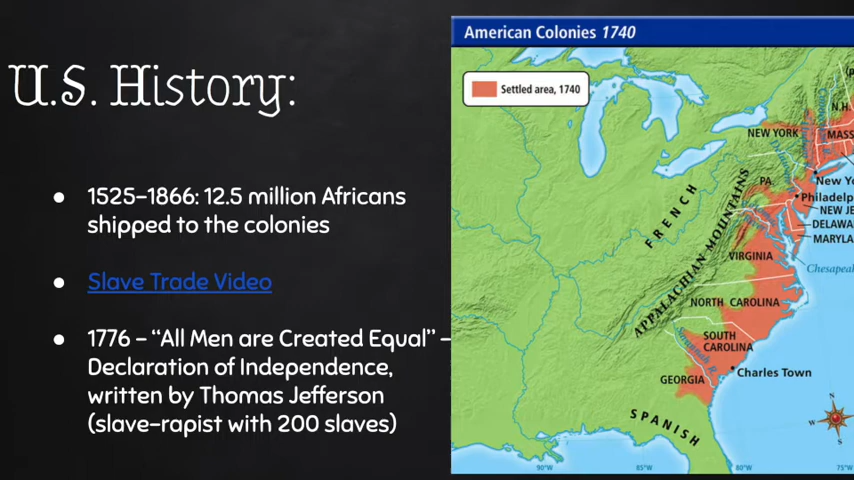 U.S. History:
1525-1866: 12.5 million Africans
shipped to the colonies
Slave Trade Video
1776 - “All Men are Created Equal” -
Declaration of Independence,
written by Thomas Jefferson
(slave-rapist with 200 slaves)
American Colonies 1740
Settled area, 1740
N.H.
NEW YORK
MASS
PA.
New Yo
Philadelp
NEW JE
DELAWA
MARYLA
FRENCH
APPALACHIAN MOUNTAINS
VIRGINIA
Chesapeak
NORTH CAROLINA
SOUTH
CAROLINA
Savannah R.
Charles Town
GEORGIA
SPANISH
N
W
S
90°W
85°W
80°W
75°W